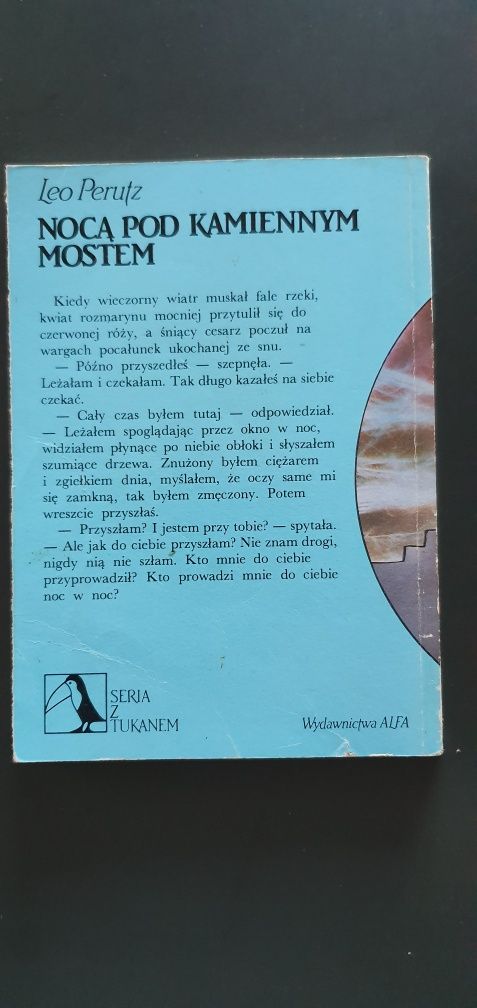 Leo Perutz
NOCĄ POD KAMIENNYM
MOSTEM
Kiedy wieczorny wiatr muskał fale rzeki,
kwiat rozmarynu mocniej przytulił się do
czerwonej róży, a śniący cesarz poczuł na
wargach pocałunek ukochanej ze snu.
— Późno przyszedłeś — szepnęła. —
Leżałam i czekałam. Tak długo kazałeś na siebie
czekać.
— Cały czas byłem tutaj — odpowiedział.
— Leżałem spoglądając przez okno w noc,
widziałem płynące po niebie obłoki i słyszałem
szumiące drzewa. Znużony byłem ciężarem
i zgiełkiem dnia, myślałem, że oczy same mi
się zamkną, tak byłem zmęczony. Potem
wreszcie przyszłaś.
— Przyszłam? I jestem przy tobie? — spytała.
— Ale jak do ciebie przyszłam? Nie znam drogi,
nigdy nią nie szłam. Kto mnie do ciebie
przyprowadził? Kto prowadzi mnie do ciebie
noc w noc?
SERIA
Z
TUKANEM
Wydawnictwa ALFA